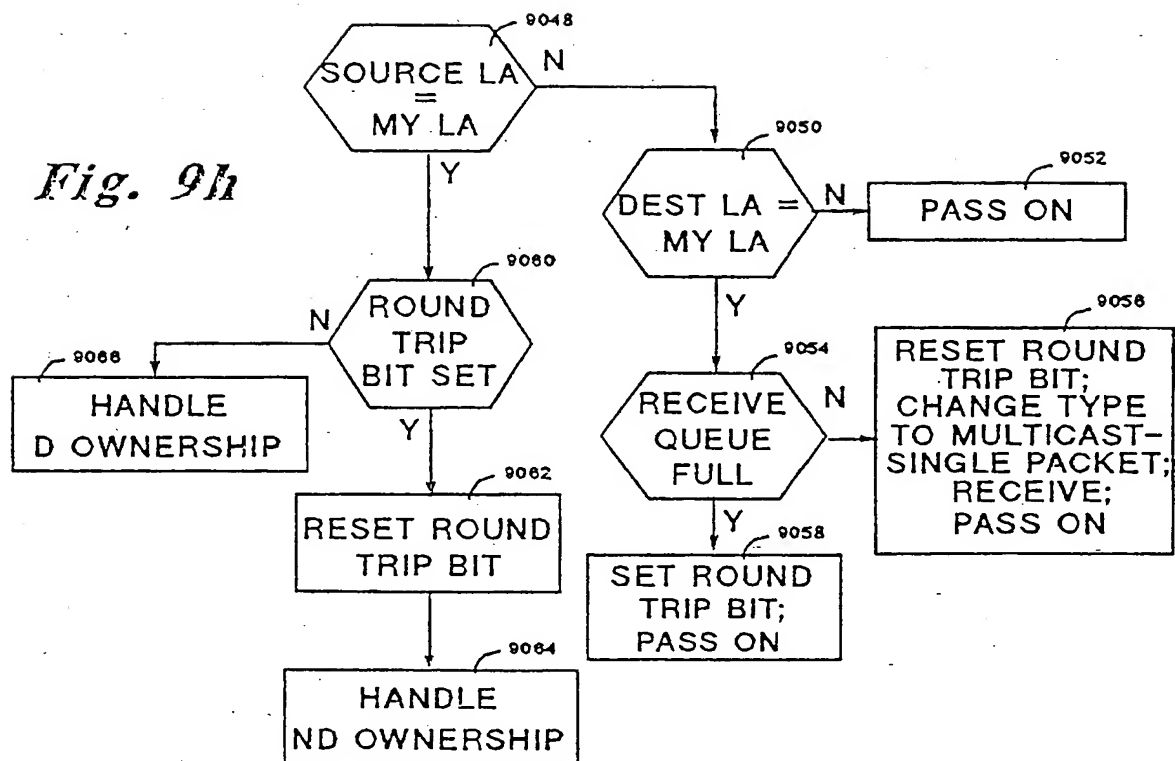 Fig. 9h
9048
SOURCE LA
=
MY LA
N
Y
9050
DEST LA =
MY LA
N
Y
9052
PASS ON
9060
ROUND
TRIP
BIT SET
N
Y
9066
HANDLE
D OWNERSHIP
9054
RECEIVE
QUEUE
FULL
N
Y
9056
RESET ROUND
TRIP BIT;
CHANGE TYPE
TO MULTICAST-
SINGLE PACKET;
RECEIVE;
PASS ON
9062
RESET ROUND
TRIP BIT
9058
SET ROUND
TRIP BIT;
PASS ON
9064
HANDLE
ND OWNERSHIP